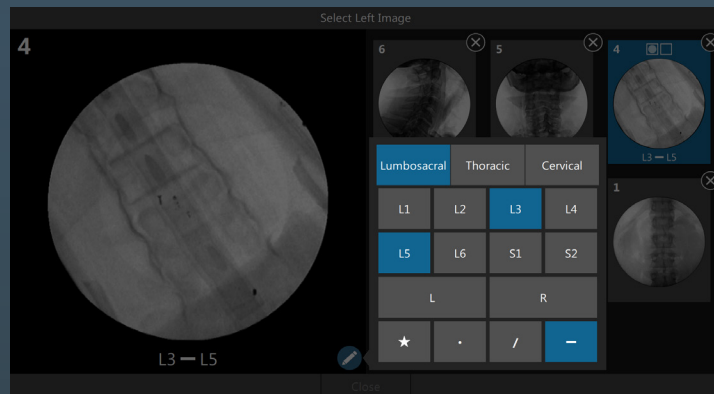 Select Left Image
4
6
5
4
L3 — L5
1
Lumbosacral Thoracic Cervical
L1 L2 L3 L4
L5 L6 S1 S2
L R
★ · / —
L3 — L5
Close